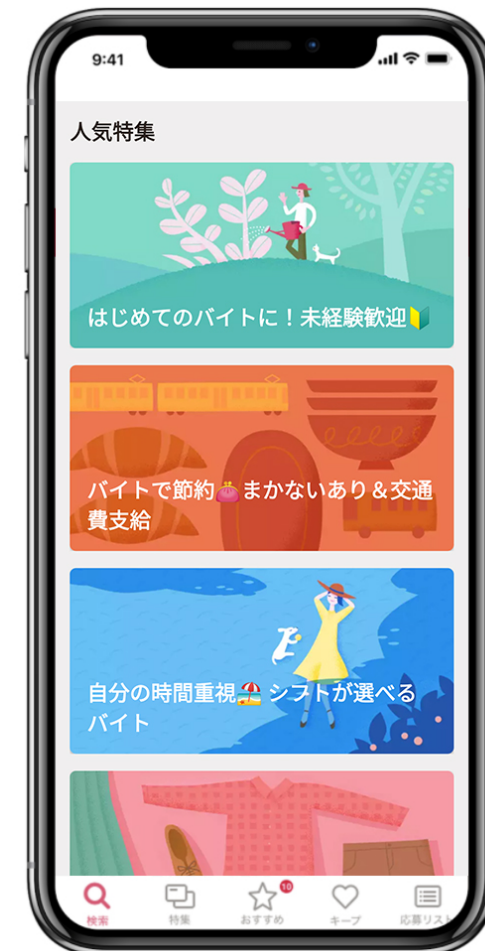 9:41
人気特集
はじめてのバイトに！未経験歓迎🔰
バイトで節約👛まかないあり＆交通
費支給
自分の時間重視🏖️シフトが選べる
バイト
10
検索 特集 おすすめ キープ 応募リスト